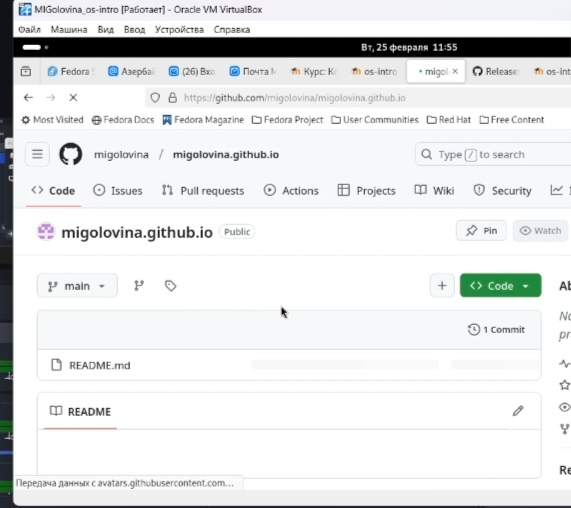 MIGolovina_os-intro [Работает] - Oracle VM VirtualBox
Файл Машина Вид Ввод Устройства Справка
Вт, 25 февраля 11:55
Fedora Азербай (26) Вхо Почта М Курс: Ко os-intro migol × Release os-int
https://github.com/migolovina/migolovina.github.io
Most Visited Fedora Docs Fedora Magazine Fedora Project User Communities Red Hat Free Content
migolovina / migolovina.github.io Type / to search
Code Issues Pull requests Actions Projects Wiki Security
migolovina.github.io Public Pin Watch
main + Code Ab
1 Commit
README.md
README
Re
Передача данных с avatars.githubusercontent.com...